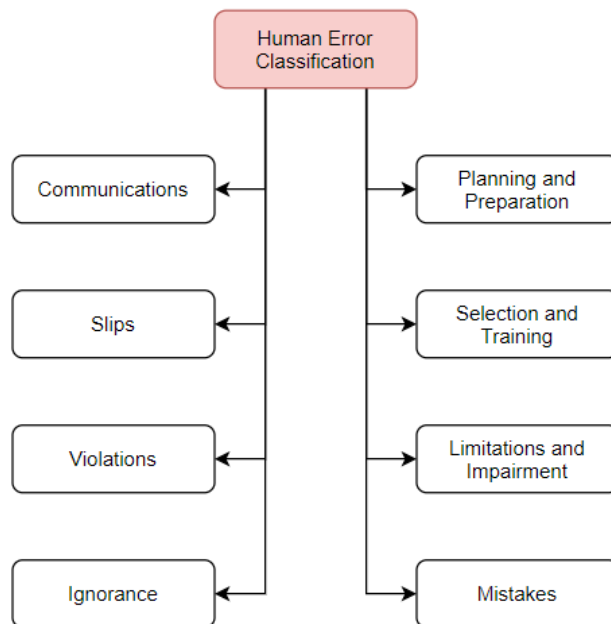 Human Error
Classification
Communications
Planning and
Preparation
Slips
Selection and
Training
Violations
Limitations and
Impairment
Ignorance
Mistakes